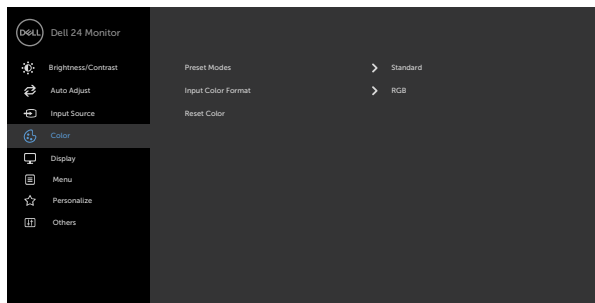 DELL Dell 24 Monitor
Brightness/Contrast Preset Modes Standard
Auto Adjust Input Color Format RGB
Input Source Reset Color
Color
Display
Menu
Personalize
Others